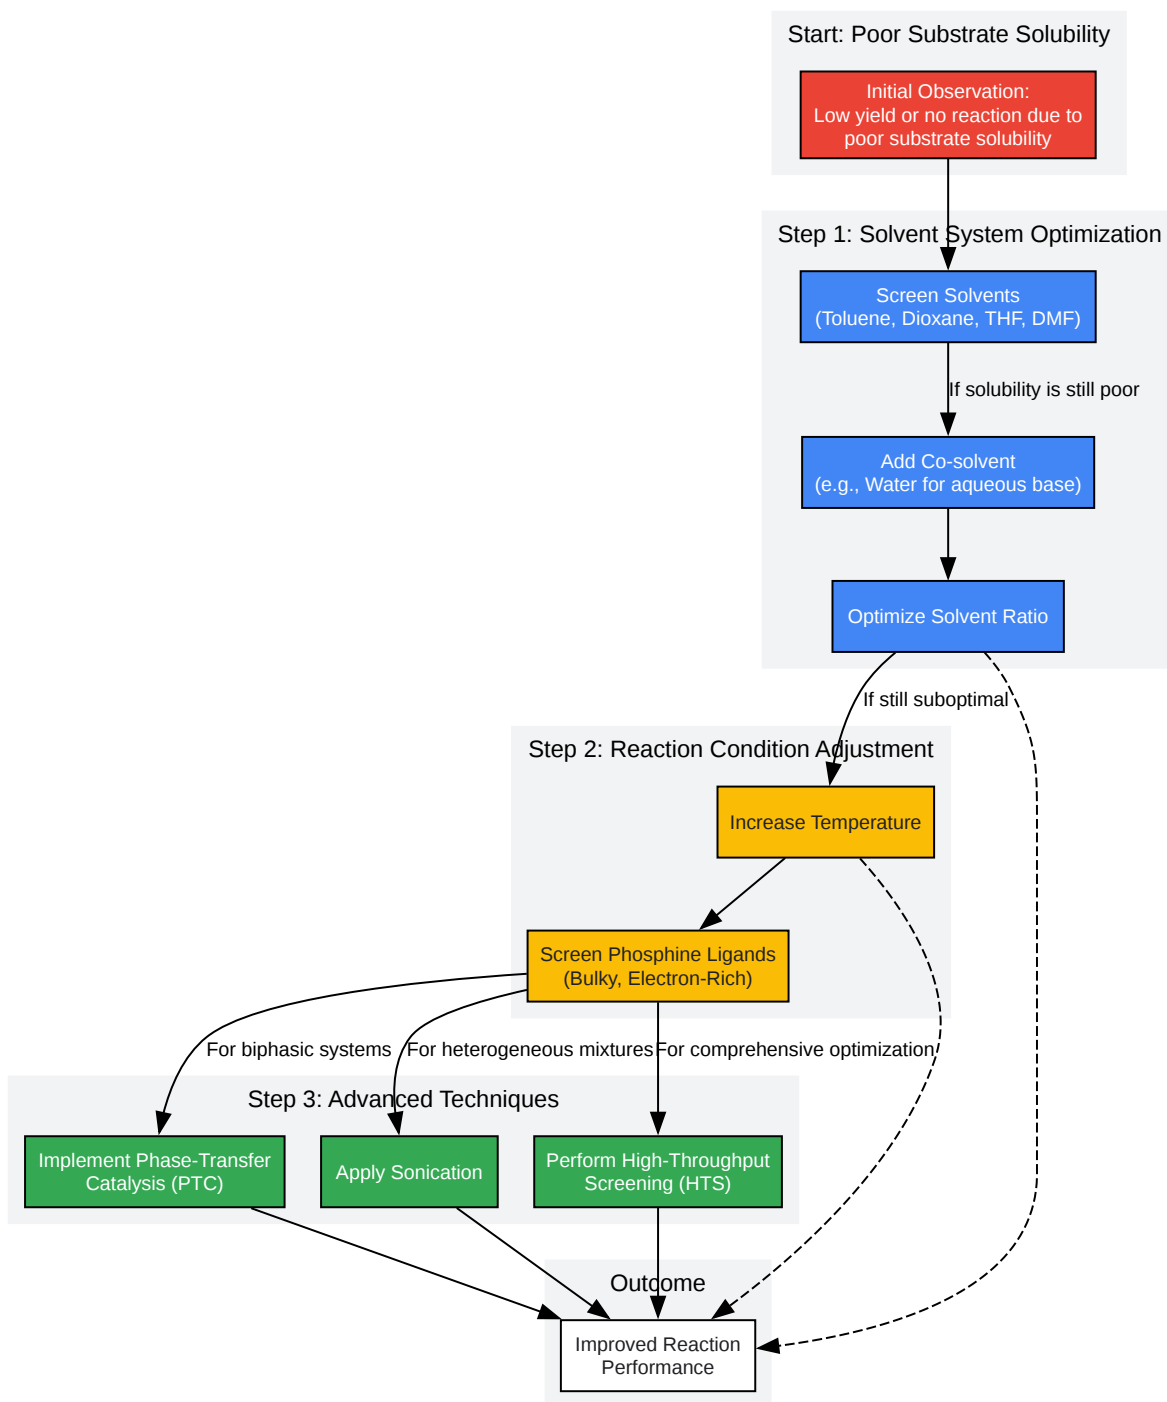 Start: Poor Substrate Solubility
Initial Observation:
Low yield or no reaction due to
poor substrate solubility
Step 1: Solvent System Optimization
Screen Solvents
(Toluene, Dioxane, THF, DMF)
If solubility is still poor
Add Co-solvent
(e.g., Water for aqueous base)
Optimize Solvent Ratio
If still suboptimal
Step 2: Reaction Condition Adjustment
Increase Temperature
Screen Phosphine Ligands
(Bulky, Electron-Rich)
For biphasic systems
For heterogeneous mixtures
For comprehensive optimization
Step 3: Advanced Techniques
Implement Phase-Transfer
Catalysis (PTC)
Apply Sonication
Perform High-Throughput
Screening (HTS)
Outcome
Improved Reaction
Performance